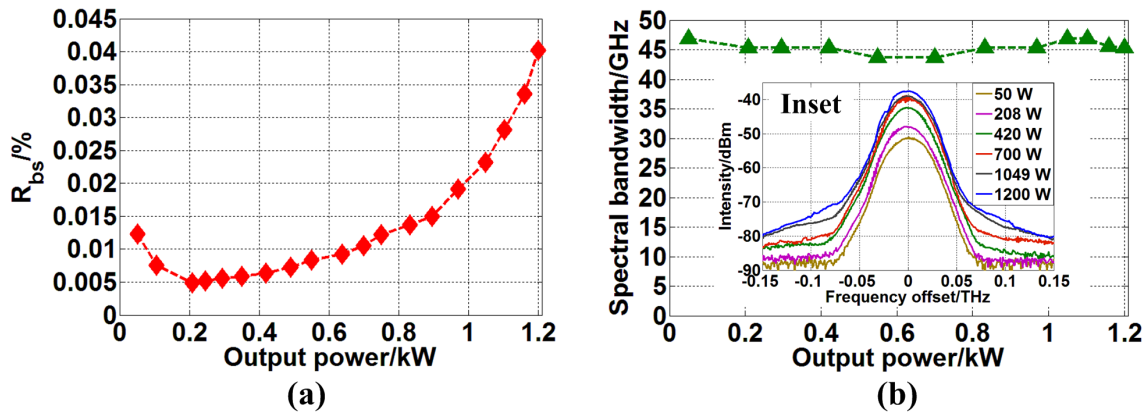 0.045
0.04
0.035
0.03
0.025
0.02
0.015
0.01
0.005
0
R_bs/%
0 0.2 0.4 0.6 0.8 1 1.2
Output power/kW
(a)
50
45
40
35
30
25
20
15
10
5
0
Spectral bandwidth/GHz
Inset
50 W
208 W
420 W
700 W
1049 W
1200 W
-40
-50
-60
-70
-80
-90
Intensity/dBm
-0.15 -0.1 -0.05 0 0.05 0.1 0.15
Frequency offset/THz
0 0.2 0.4 0.6 0.8 1 1.2
Output power/kW
(b)